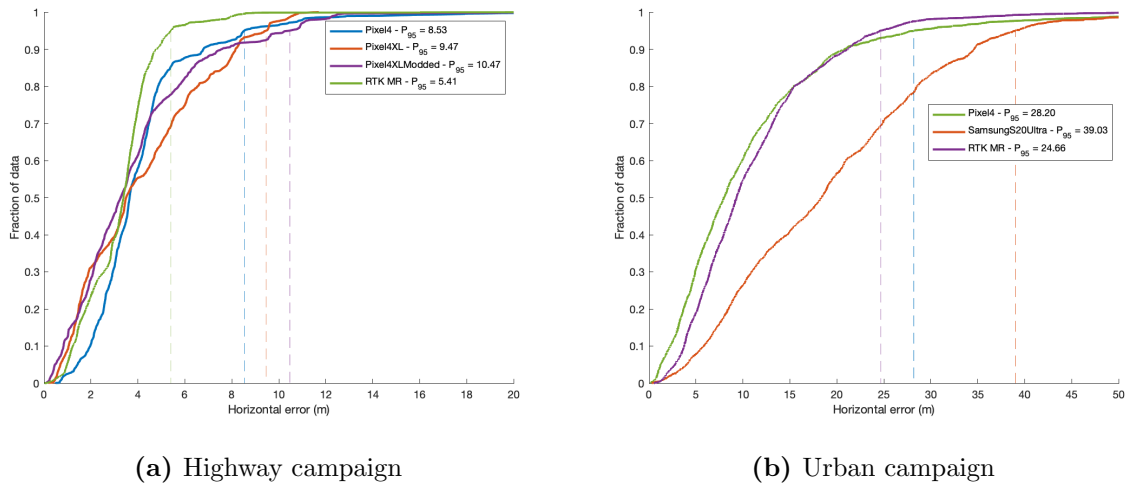 1
0.9
0.8
0.7
0.6
0.5
0.4
0.3
0.2
0.1
0
Fraction of data
Pixel4 - P95 = 8.53
Pixel4XL - P95 = 9.47
Pixel4XLModded - P95 = 10.47
RTK MR - P95 = 5.41
0 2 4 6 8 10 12 14 16 18 20
Horizontal error (m)
(a) Highway campaign
1
0.9
0.8
0.7
0.6
0.5
0.4
0.3
0.2
0.1
0
Fraction of data
Pixel4 - P95 = 28.20
SamsungS20Ultra - P95 = 39.03
RTK MR - P95 = 24.66
0 5 10 15 20 25 30 35 40 45 50
Horizontal error (m)
(b) Urban campaign